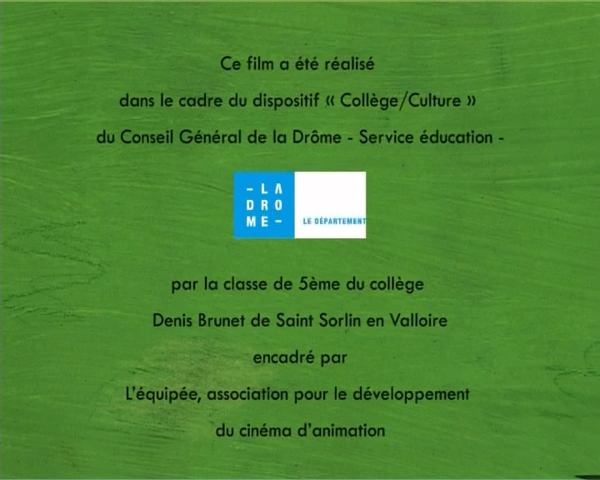 Ce film a été réalisé
dans le cadre du dispositif « Collège/Culture »
du Conseil Général de la Drôme - Service éducation -
- LA
DRO
ME -
LE DÉPARTEMENT
par la classe de 5ème du collège
Denis Brunet de Saint Sorlin en Valloire
encadré par
L'équipée, association pour le développement
du cinéma d'animation